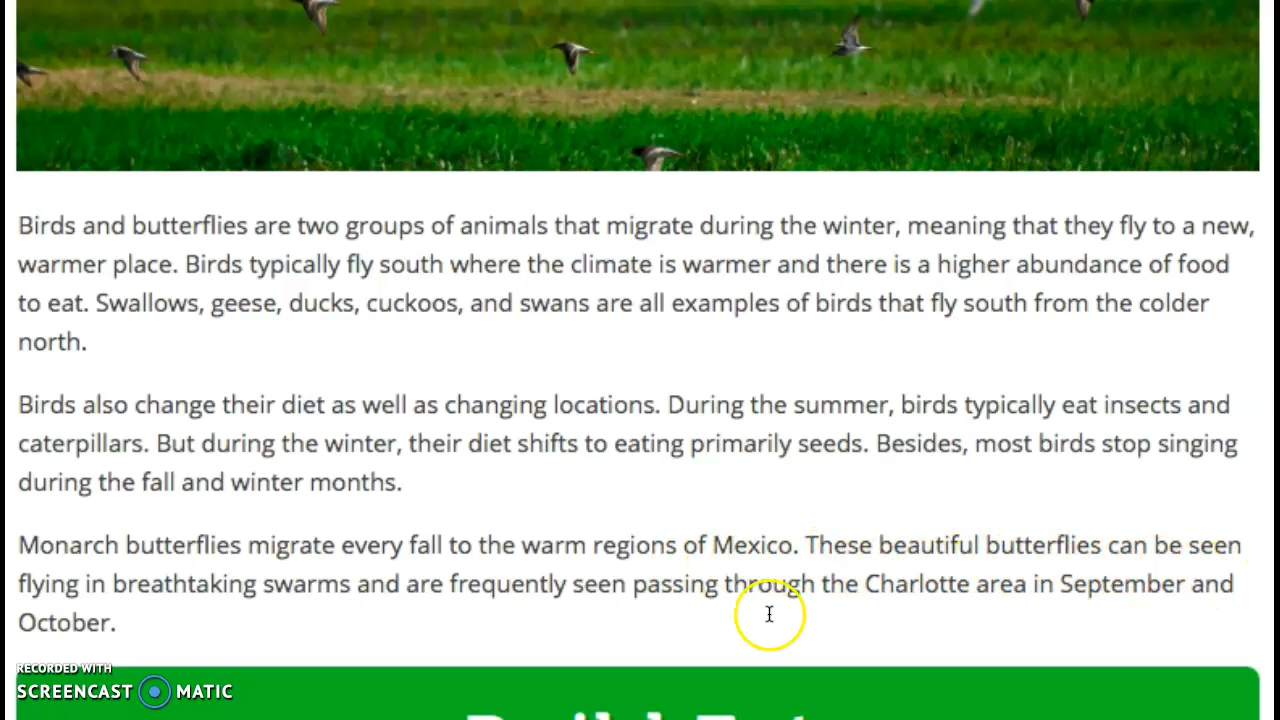 Birds and butterflies are two groups of animals that migrate during the winter, meaning that they fly to a new,
warmer place. Birds typically fly south where the climate is warmer and there is a higher abundance of food
to eat. Swallows, geese, ducks, cuckoos, and swans are all examples of birds that fly south from the colder
north.
Birds also change their diet as well as changing locations. During the summer, birds typically eat insects and
caterpillars. But during the winter, their diet shifts to eating primarily seeds. Besides, most birds stop singing
during the fall and winter months.
Monarch butterflies migrate every fall to the warm regions of Mexico. These beautiful butterflies can be seen
flying in breathtaking swarms and are frequently seen passing through the Charlotte area in September and
October.
RECORDED WITH
SCREENCAST MATIC